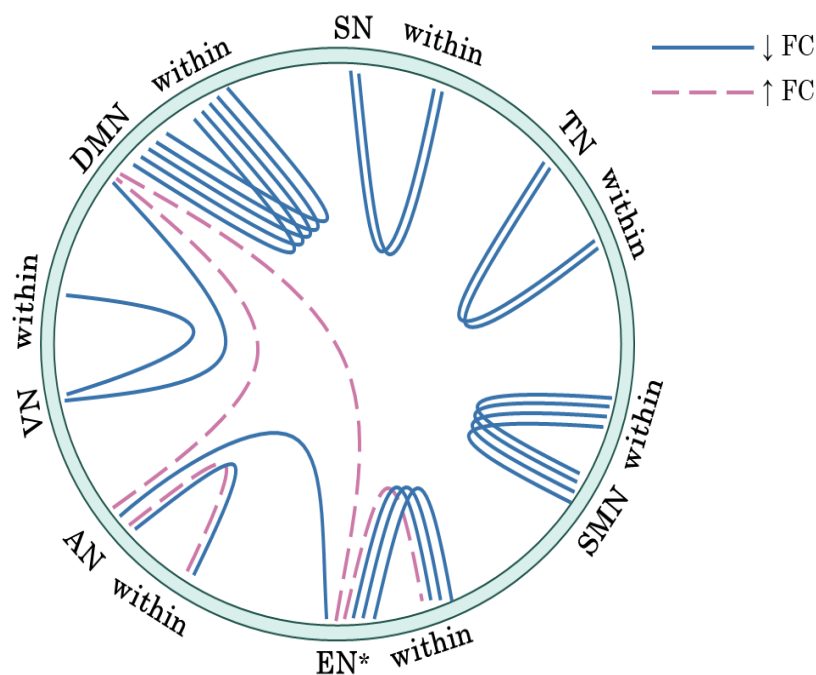 SN within
↓ FC
↑ FC
TN within
SMN within
EN* within
AN within
VN within
DMN within